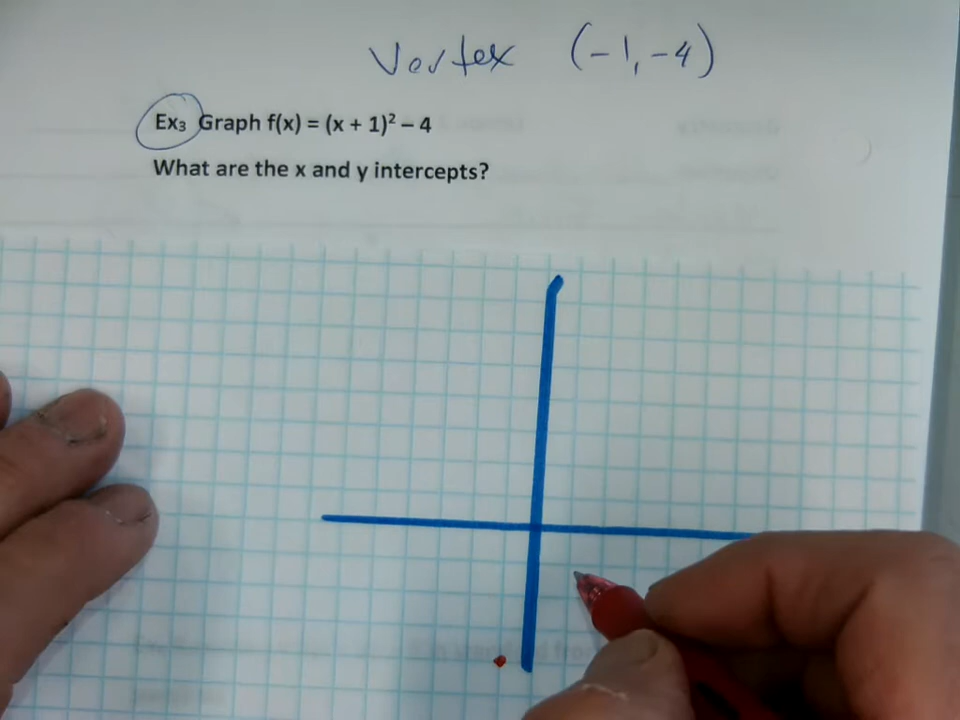 Vertex (-1, -4)
Ex3 Graph f(x) = (x + 1)² – 4
What are the x and y intercepts?